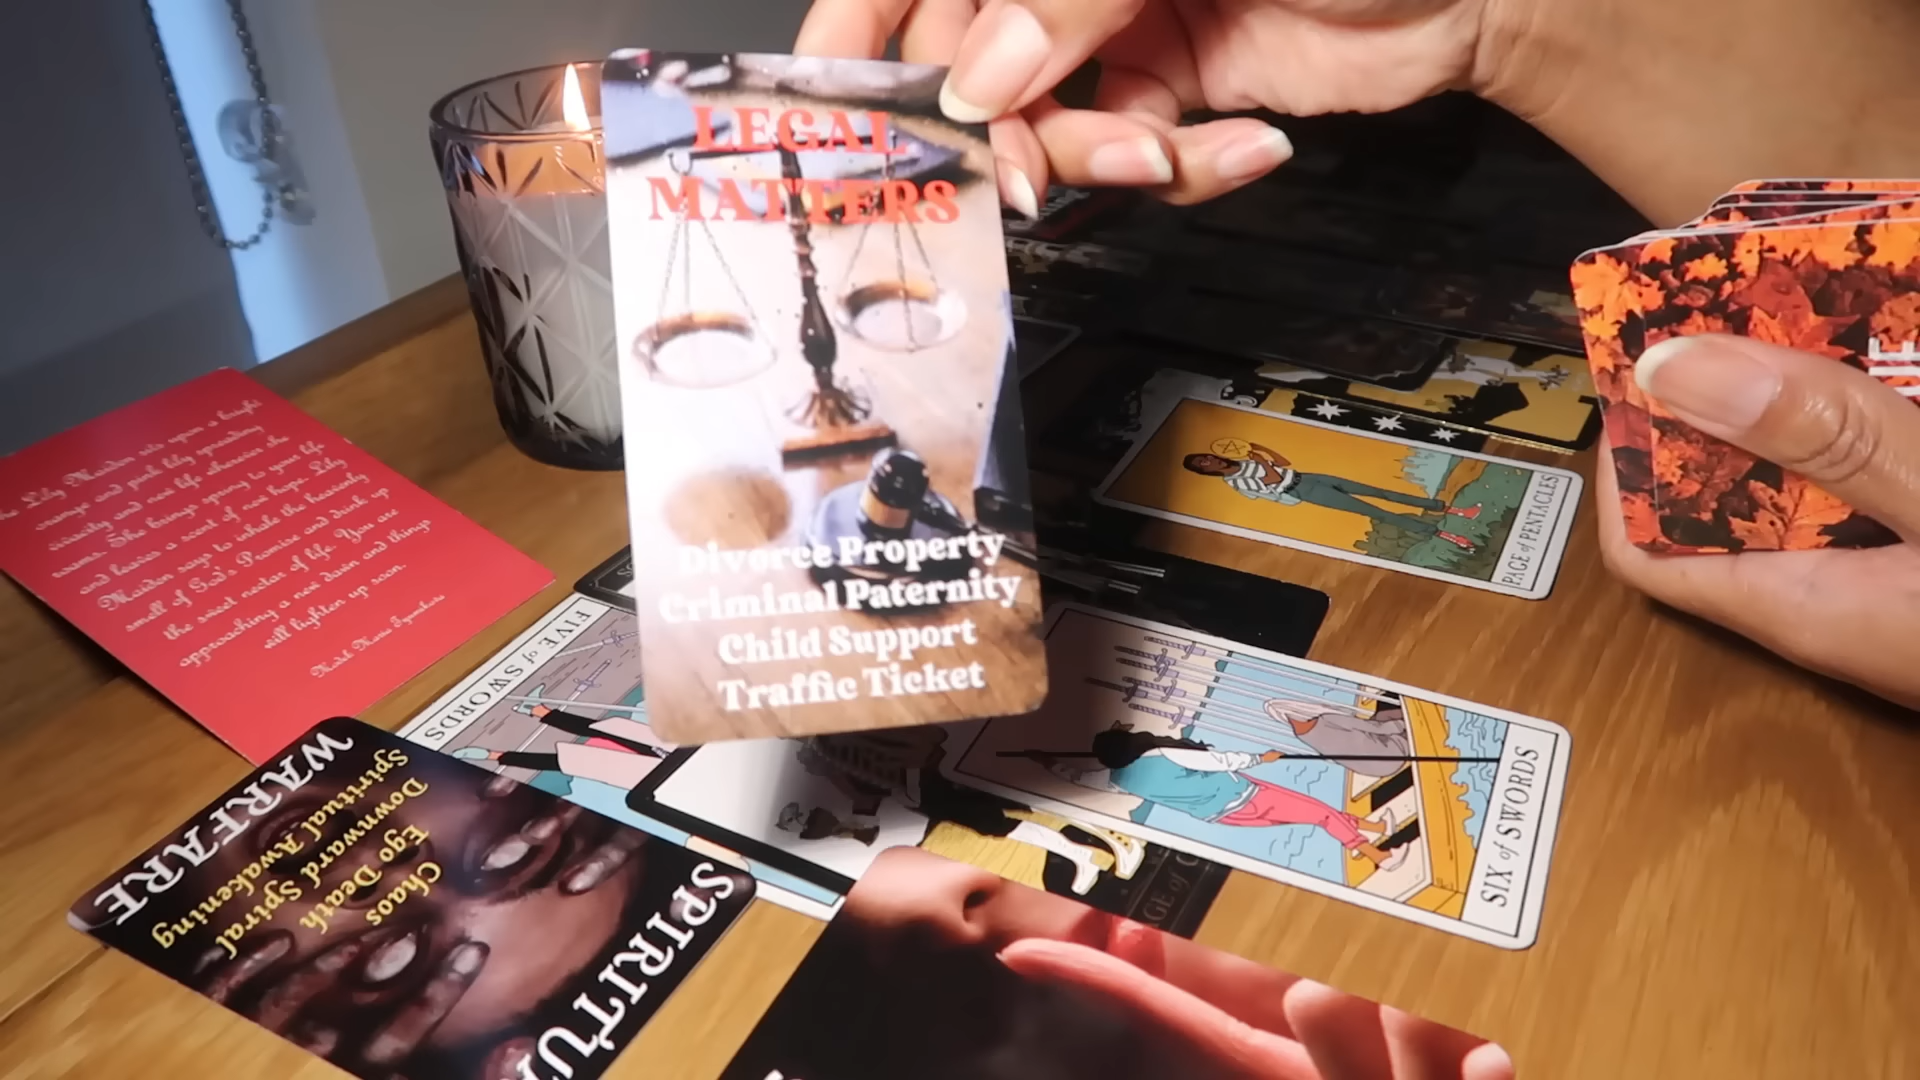 LEGAL
MATTERS
Divorce Property
Criminal Paternity
Child Support
Traffic Ticket
Lily Maiden sits upon a bright
orange and pink lily spreading
vivacity and new life wherever she
roams. She brings spring to your life
and leaves a scent of new hope. Lily
Maiden says to inhale the heavenly
smell of God's Promise and drink up
the sweet nectar of life. You are
approaching a new dawn and things
will lighten up soon.
FIVE of SWORDS
PAGE of PENTACLES
SIX of SWORDS
SPIRITU
WARFARE
Chaos
Ego Death
Downward Spiral
Spiritual Awakening